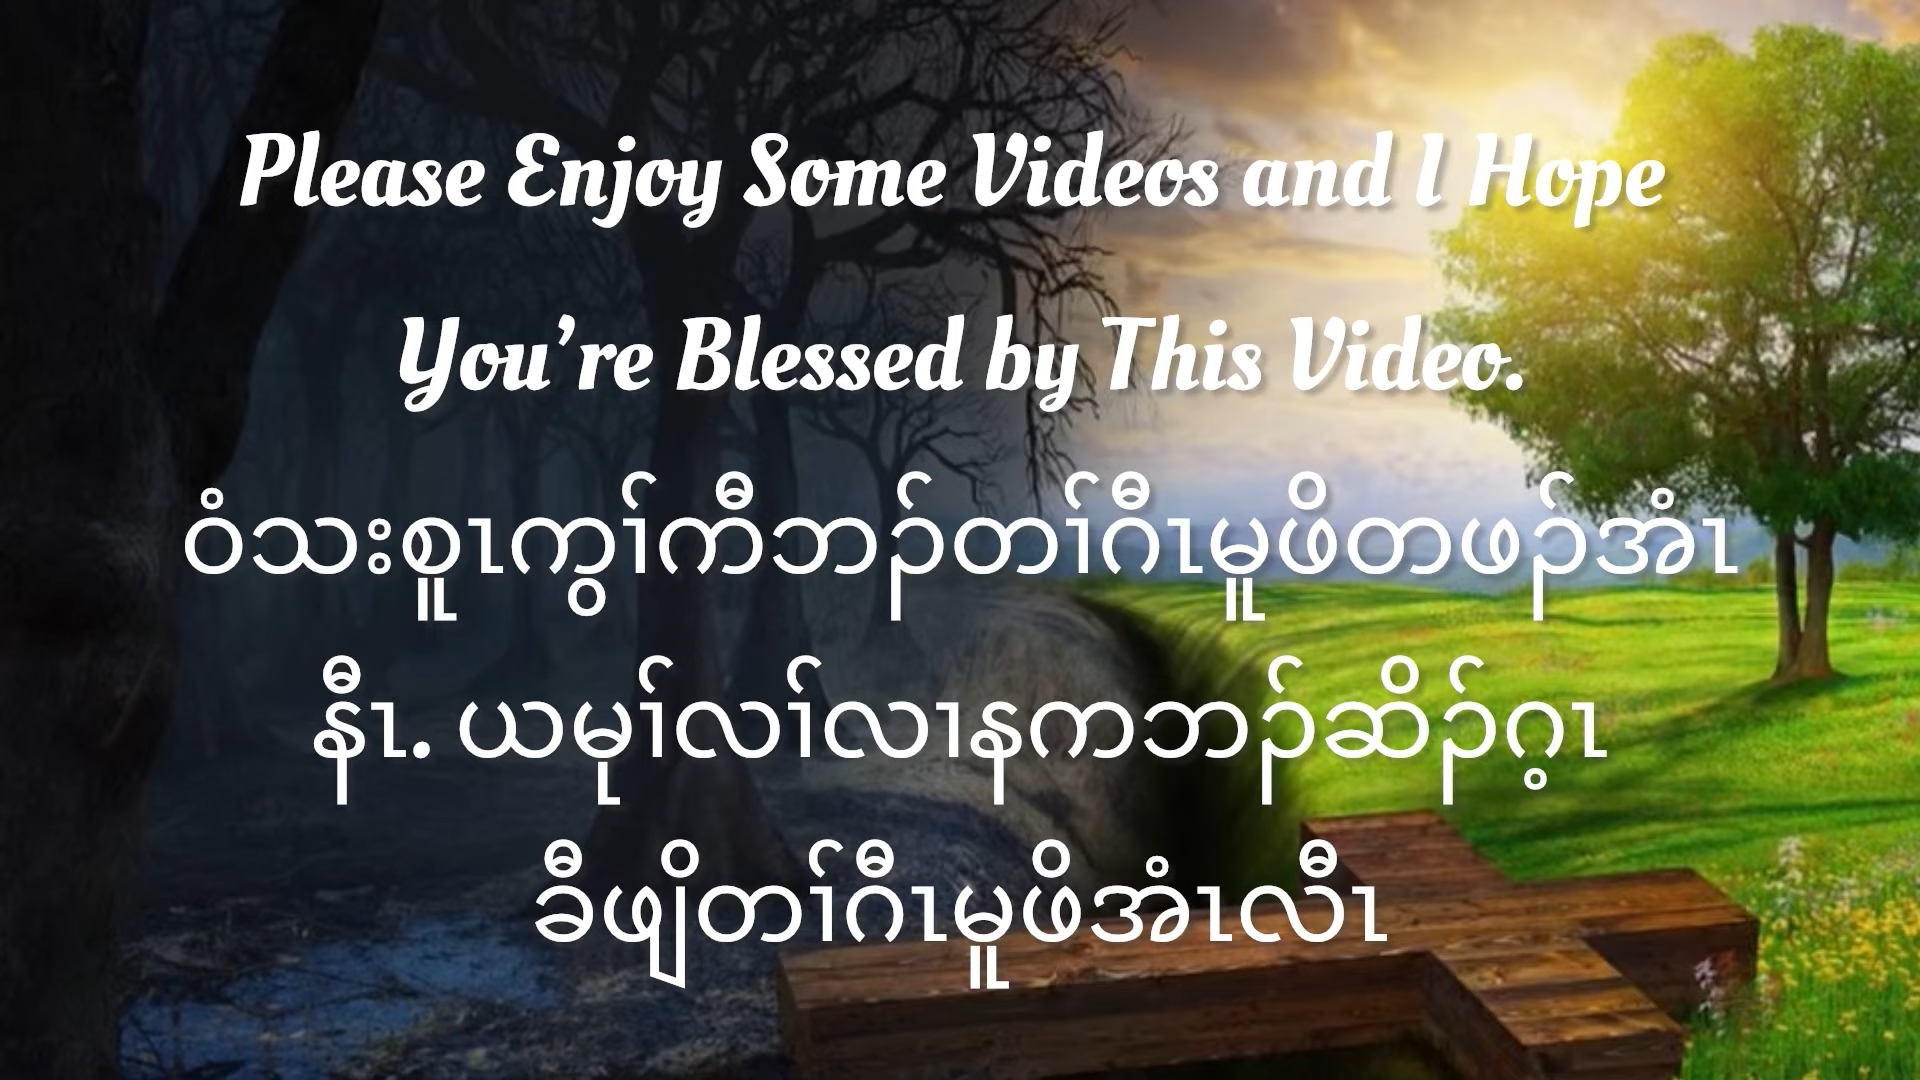 Please Enjoy Some Videos and I Hope
You’re Blessed by This Video.
ဝံသးစူၤကွၢ်ကီဘၣ်တၢ်ဂီၤမူဖိတဖၣ်အံၤ
နီၤ. ယမုၢ်လၢ်လၢနကဘၣ်ဆိၣ်ဂ့ၤ
ခီဖျိတၢ်ဂီၤမူဖိအံၤလီၤ